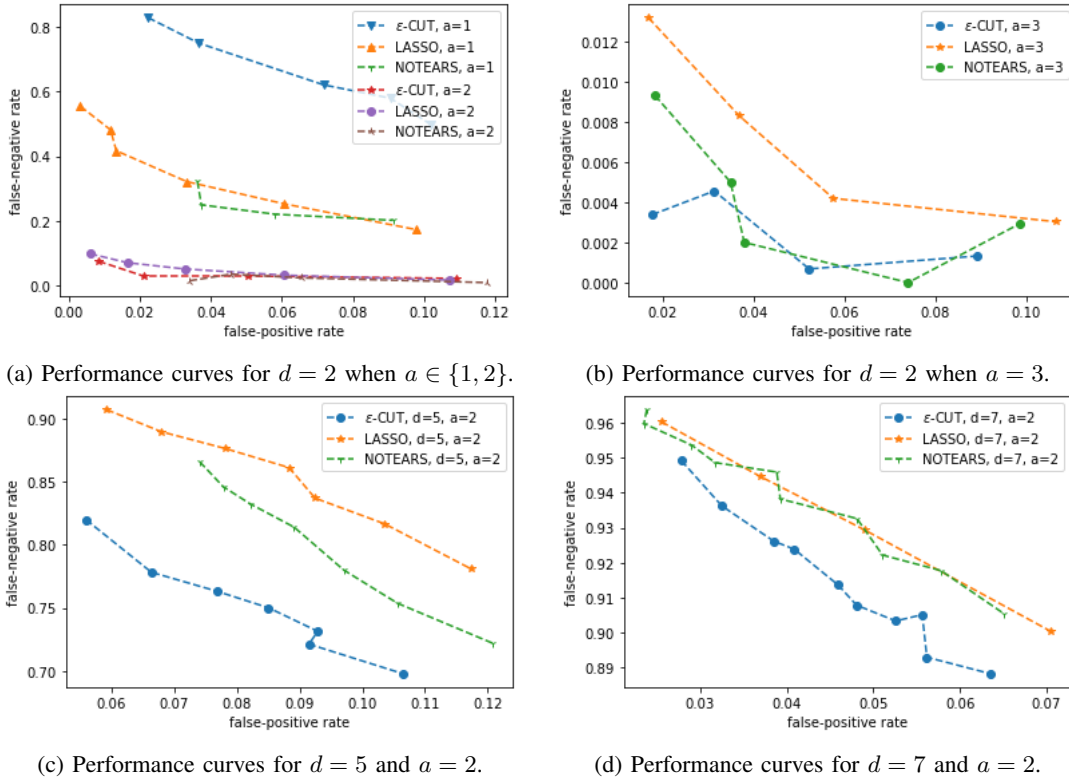 0.8
0.6
0.4
0.2
0.0
false-negative rate
0.00 0.02 0.04 0.06 0.08 0.10 0.12
false-positive rate
ε-CUT, a=1
LASSO, a=1
NOTEARS, a=1
ε-CUT, a=2
LASSO, a=2
NOTEARS, a=2
0.012
0.010
0.008
0.006
0.004
0.002
0.000
false-negative rate
0.02 0.04 0.06 0.08 0.10
false-positive rate
ε-CUT, a=3
LASSO, a=3
NOTEARS, a=3
(a) Performance curves for d = 2 when a ∈ {1, 2}.
(b) Performance curves for d = 2 when a = 3.
0.90
0.85
0.80
0.75
0.70
false-negative rate
0.06 0.07 0.08 0.09 0.10 0.11 0.12
false-positive rate
ε-CUT, d=5, a=2
LASSO, d=5, a=2
NOTEARS, d=5, a=2
0.96
0.95
0.94
0.93
0.92
0.91
0.90
0.89
false-negative rate
0.03 0.04 0.05 0.06 0.07
false-positive rate
ε-CUT, d=7, a=2
LASSO, d=7, a=2
NOTEARS, d=7, a=2
(c) Performance curves for d = 5 and a = 2.
(d) Performance curves for d = 7 and a = 2.